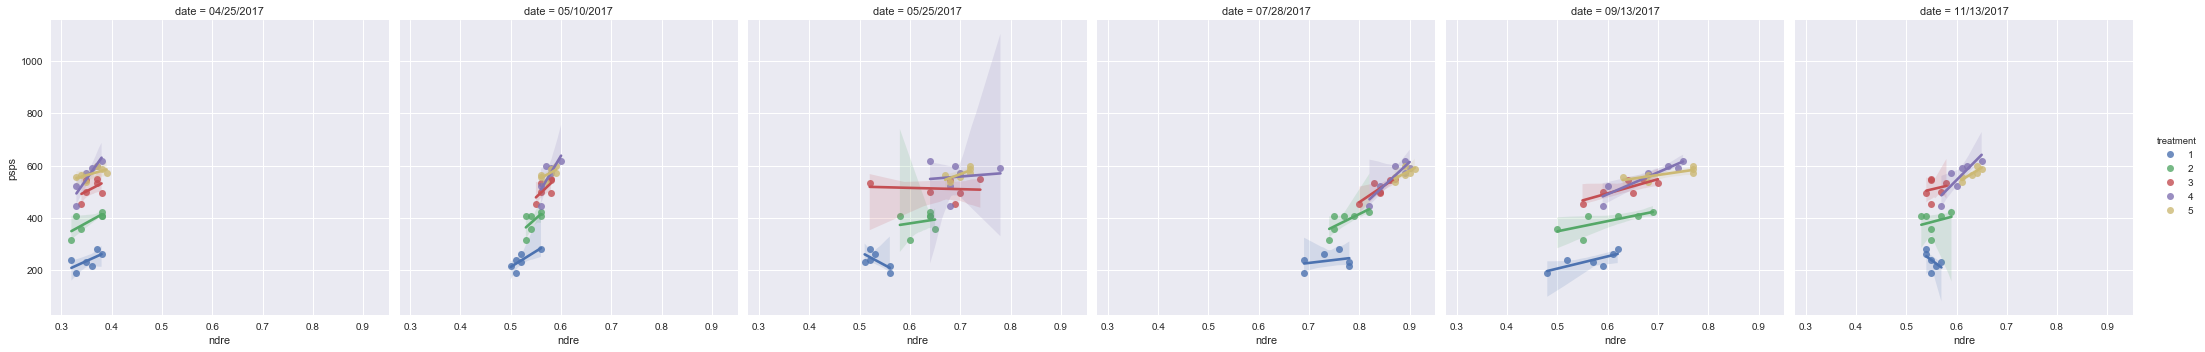 date = 04/25/2017
date = 05/10/2017
date = 05/25/2017
date = 07/28/2017
date = 09/13/2017
date = 11/13/2017
1000
800
600
400
200
psps
0.3 0.4 0.5 0.6 0.7 0.8 0.9
0.3 0.4 0.5 0.6 0.7 0.8 0.9
0.3 0.4 0.5 0.6 0.7 0.8 0.9
0.3 0.4 0.5 0.6 0.7 0.8 0.9
0.3 0.4 0.5 0.6 0.7 0.8 0.9
0.3 0.4 0.5 0.6 0.7 0.8 0.9
ndre
ndre
ndre
ndre
ndre
ndre
treatment
1
2
3
4
5